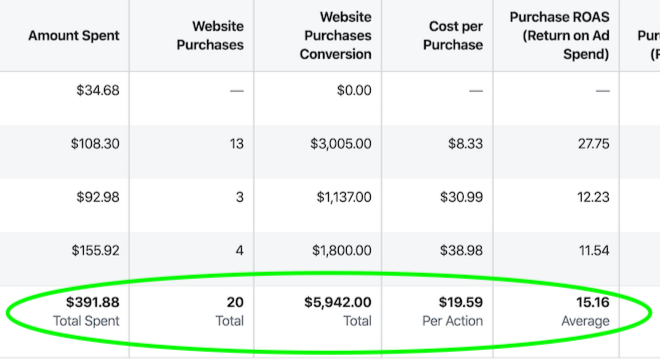 Amount Spent
Website
Purchases
Website
Purchases
Conversion
Cost per
Purchase
Purchase ROAS
(Return on Ad
Spend)
$34.68 — $0.00 — —
$108.30 13 $3,005.00 $8.33 27.75
$92.98 3 $1,137.00 $30.99 12.23
$155.92 4 $1,800.00 $38.98 11.54
$391.88 20 $5,942.00 $19.59 15.16
Total Spent Total Total Per Action Average